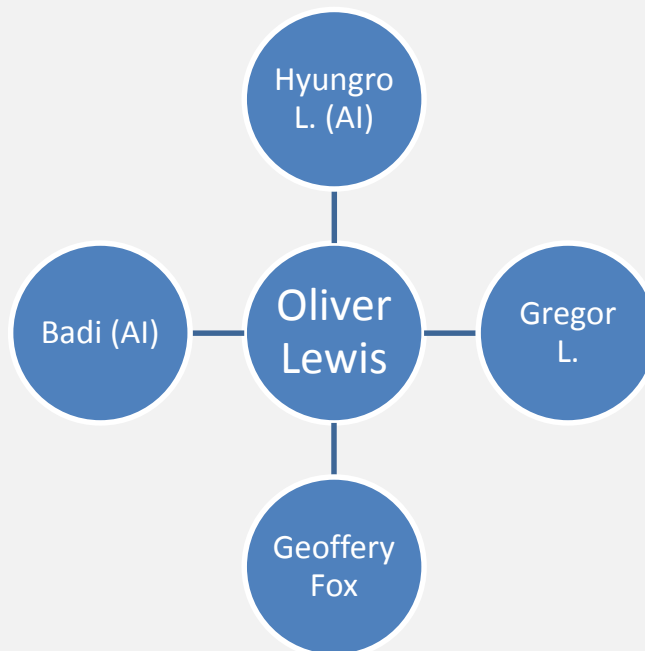 Hyungro
L. (AI)
Badi (AI)
Oliver
Lewis
Gregor
L.
Geoffery
Fox